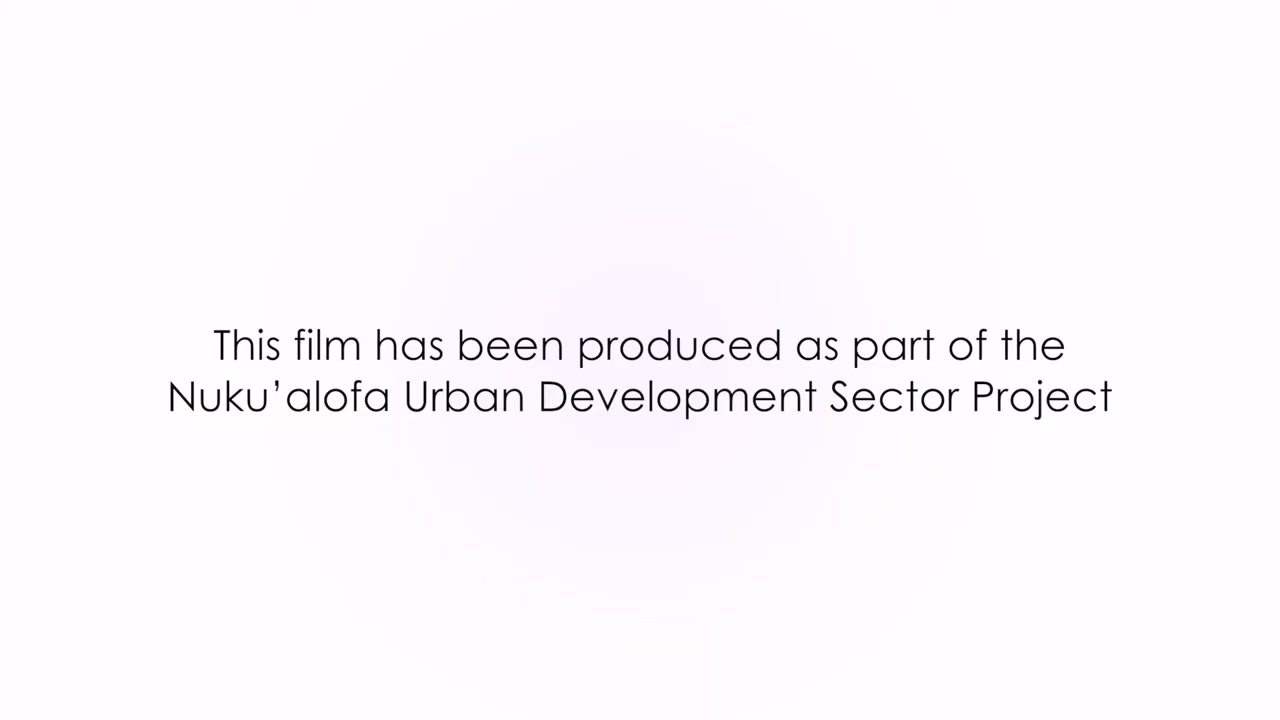 This film has been produced as part of the
Nuku’alofa Urban Development Sector Project